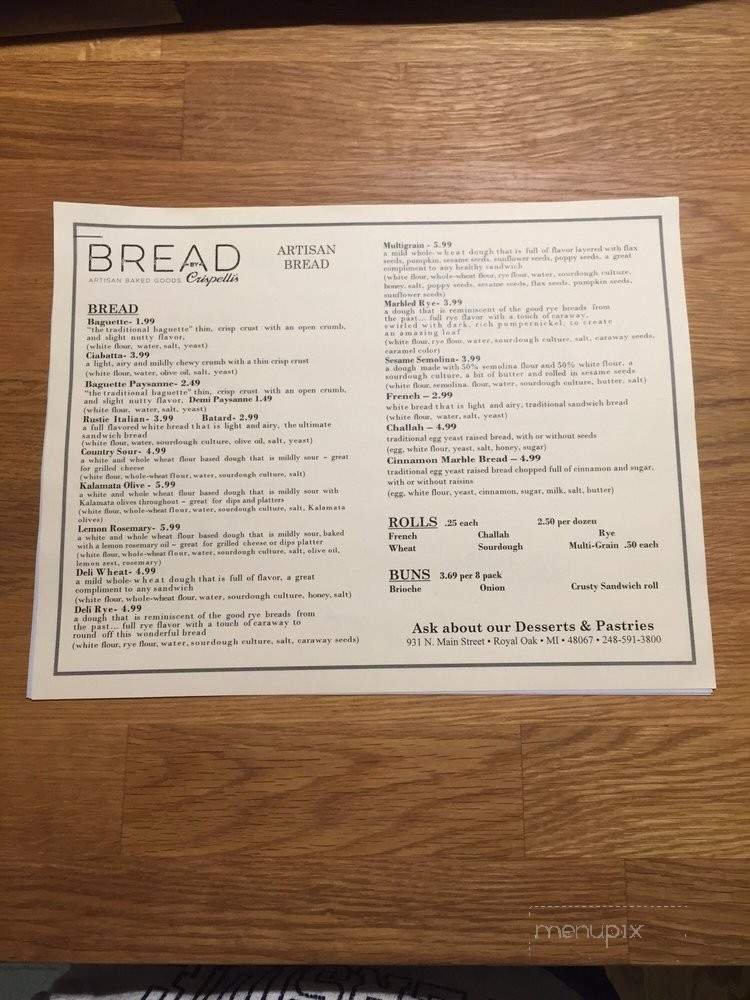 BREAD
BY
ARTISAN BAKED GOODS Crispelli's
ARTISAN
BREAD
BREAD
Baguette- 1.99
"the traditional baguette" thin, crisp crust with an open crumb,
and slight nutty flavor,
(white flour, water, salt, yeast)
Ciabatta- 3.99
a light, airy and mildly chewy crumb with a thin crisp crust
(white flour, water, olive oil, salt, yeast)
Baguette Paysanne- 2.49
"the traditional baguette" thin, crisp crust with an open crumb,
and slight nutty flavor, Demi Paysanne 1.49
(white flour, water, salt, yeast)
Rustic Italian- 3.99 Batard- 2.99
a full flavored white bread that is light and airy, the ultimate
sandwich bread
(white flour, water, sourdough culture, olive oil, salt, yeast)
Country Sour- 4.99
a white and whole wheat flour based dough that is mildly sour ~ great
for grilled cheese
(white flour, whole-wheat flour, water, sourdough culture, salt)
Kalamata Olive - 5.99
a white and whole wheat flour based dough that is mildly sour with
Kalamata olives throughout ~ great for dips and platters
(white flour, whole-wheat flour, water, sourdough culture, salt, Kalamata
olives)
Lemon Rosemary- 5.99
a white and whole wheat flour based dough that is mildly sour, baked
with a lemon rosemary oil ~ great for grilled cheese or dips platter
(white flour, whole-wheat flour, water, sourdough culture, salt, olive oil,
lemon zest, rosemary)
Deli Wheat- 4.99
a mild whole-wheat dough that is full of flavor, a great
compliment to any sandwich
(white flour, whole-wheat flour, water, sourdough culture, honey, salt)
Deli Rye- 4.99
a dough that is reminiscent of the good rye breads from
the past... full rye flavor with a touch of caraway to
round off this wonderful bread
(white flour, rye flour, water, sourdough culture, salt, caraway seeds)
Multigrain - 5.99
a mild whole-wheat dough that is full of flavor layered with flax
seeds, pumpkin, sesame seeds, sunflower seeds, poppy seeds, a great
compliment to any healthy sandwich
(white flour, whole-wheat flour, rye flour, water, sourdough culture,
honey, salt, poppy seeds, sesame seeds, flax seeds, pumpkin seeds,
sunflower seeds)
Marbled Rye- 3.99
a dough that is reminiscent of the good rye breads from
the past... full rye flavor with a touch of caraway,
swirled with dark, rich pumpernickel, to create
an amazing loaf
(white flour, rye flour, water, sourdough culture, salt, caraway seeds,
caramel color)
Sesame Semolina- 3.99
a dough made with 50% semolina flour and 50% white flour, a
sourdough culture, a bit of butter and rolled in sesame seeds
(white flour, semolina, flour, water, sourdough culture, butter, salt)
French – 2.99
white bread that is light and airy, traditional sandwich bread
(white flour, water, yeast, salt)
Challah – 4.99
traditional egg yeast raised bread, with or without seeds
(egg, white flour, yeast, salt, honey, sugar)
Cinnamon Marble Bread – 4.99
traditional egg yeast raised bread chopped full of cinnamon and sugar,
with or without raisins
(egg, white flour, yeast, cinnamon, sugar, milk, salt, butter)
ROLLS .25 each 2.50 per dozen
French Challah Rye
Wheat Sourdough Multi-Grain .50 each
BUNS 3.69 per 8 pack
Brioche Onion Crusty Sandwich roll
Ask about our Desserts & Pastries
931 N. Main Street • Royal Oak • MI • 48067 • 248-591-3800
menupix